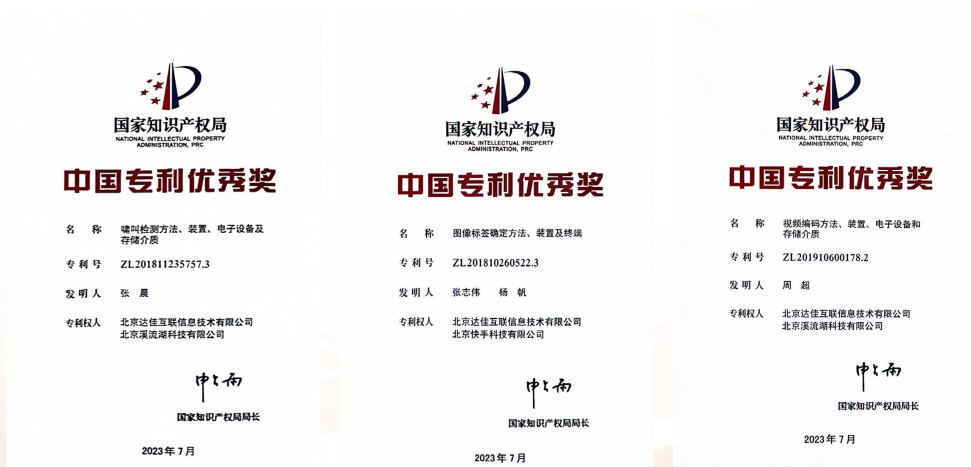 国家知识产权局
NATIONAL INTELLECTUAL PROPERTY
ADMINISTRATION, PRC
中国专利优秀奖
名 称 啸叫检测方法、装置、电子设备及
存储介质
专利号 ZL201811235757.3
发明人 张 晨
专利权人 北京达佳互联信息技术有限公司
北京溪流湖科技有限公司
国家知识产权局局长
2023年7月
国家知识产权局
NATIONAL INTELLECTUAL PROPERTY
ADMINISTRATION, PRC
中国专利优秀奖
名 称 图像标签确定方法、装置及终端
专利号 ZL201810260522.3
发明人 张志伟 杨 帆
专利权人 北京达佳互联信息技术有限公司
北京快手科技有限公司
国家知识产权局局长
2023年7月
国家知识产权局
NATIONAL INTELLECTUAL PROPERTY
ADMINISTRATION, PRC
中国专利优秀奖
名 称 视频编码方法、装置、电子设备和
存储介质
专利号 ZL201910600178.2
发明人 周 超
专利权人 北京达佳互联信息技术有限公司
北京溪流湖科技有限公司
国家知识产权局局长
2023年7月